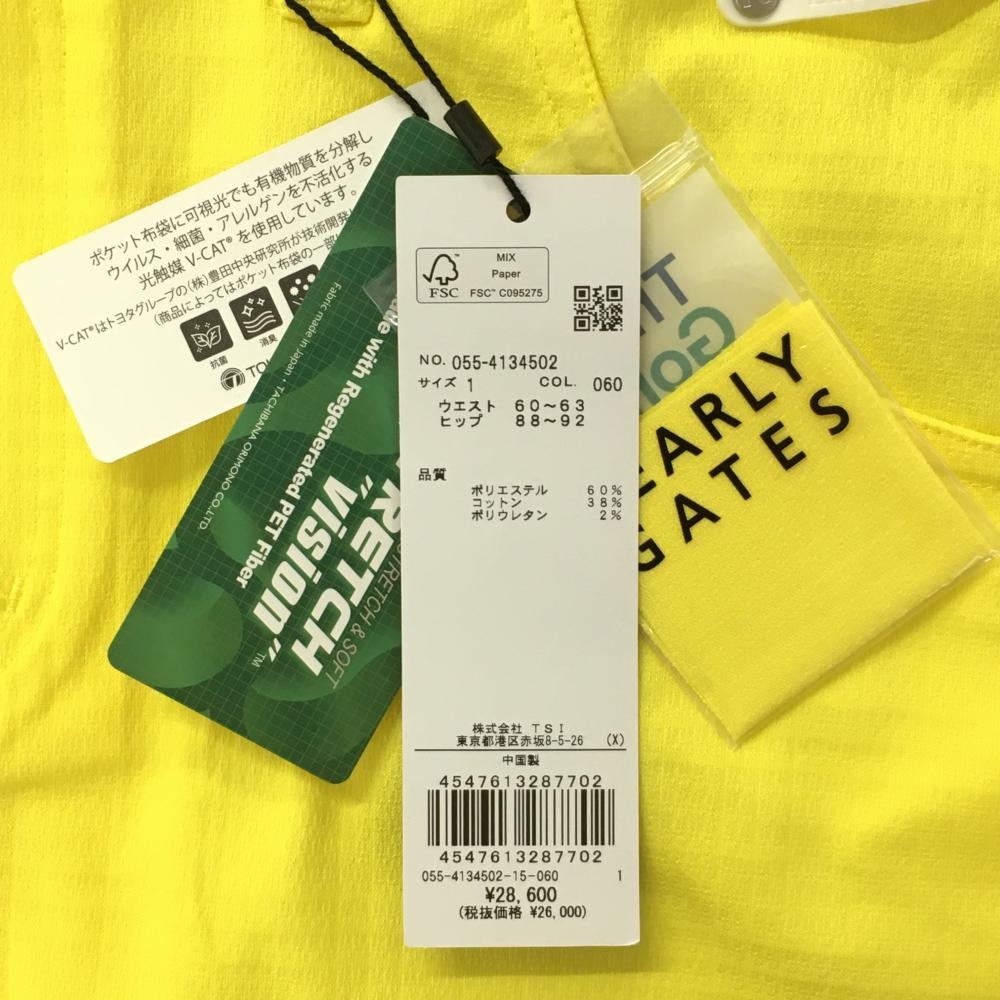 ポケット布袋に可視光でも有機物質を分解し
ウイルス・細菌・アレルゲンを不活化する
光触媒 V-CAT® を使用しています。
V-CAT®はトヨタグループの(株)豊田中央研究所が技術開発
(商品によってはポケット布袋の一部
抗菌
消臭
Fabric made in Japan・TACHIBANA ORIMONO CO.,LTD.
with Regenerated PET Fiber
"Vision"™
RETCH
STRETCH & SOFT
FSC™
MIX
Paper
FSC™ C095275
NO. 055-4134502
サイズ 1 COL. 060
ウエスト 60~63
ヒップ 88~92
品質
ポリエステル 60%
コットン 38%
ポリウレタン 2%
株式会社 TSI
東京都港区赤坂8-5-26 (X)
中国製
4547613287702
4547613287702
055-4134502-15-060 1
¥28,600
(税抜価格 ¥26,000)
EARLY
GATES